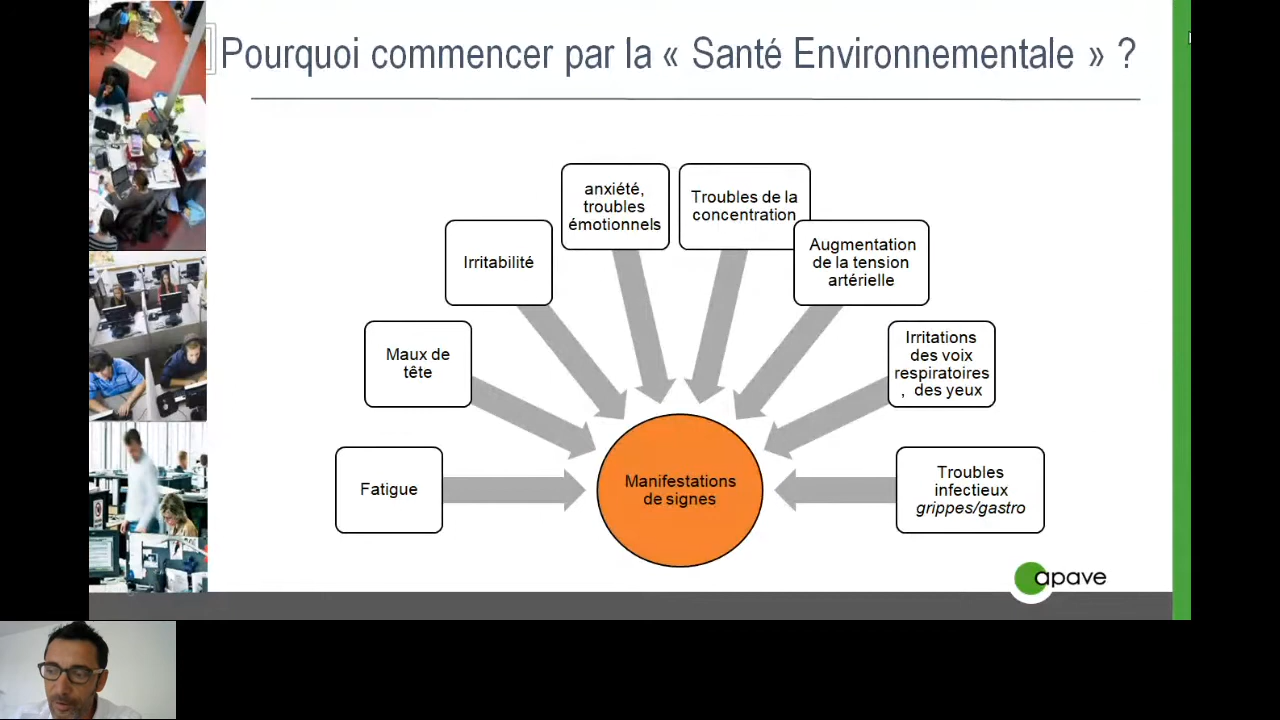 Pourquoi commencer par la « Santé Environnementale » ?
anxiété,
troubles
émotionnels
Troubles de la
concentration
Irritabilité
Augmentation
de la tension
artérielle
Maux de
tête
Irritations
des voix
respiratoires
, des yeux
Fatigue
Manifestations
de signes
Troubles
infectieux
grippes/gastro
apave